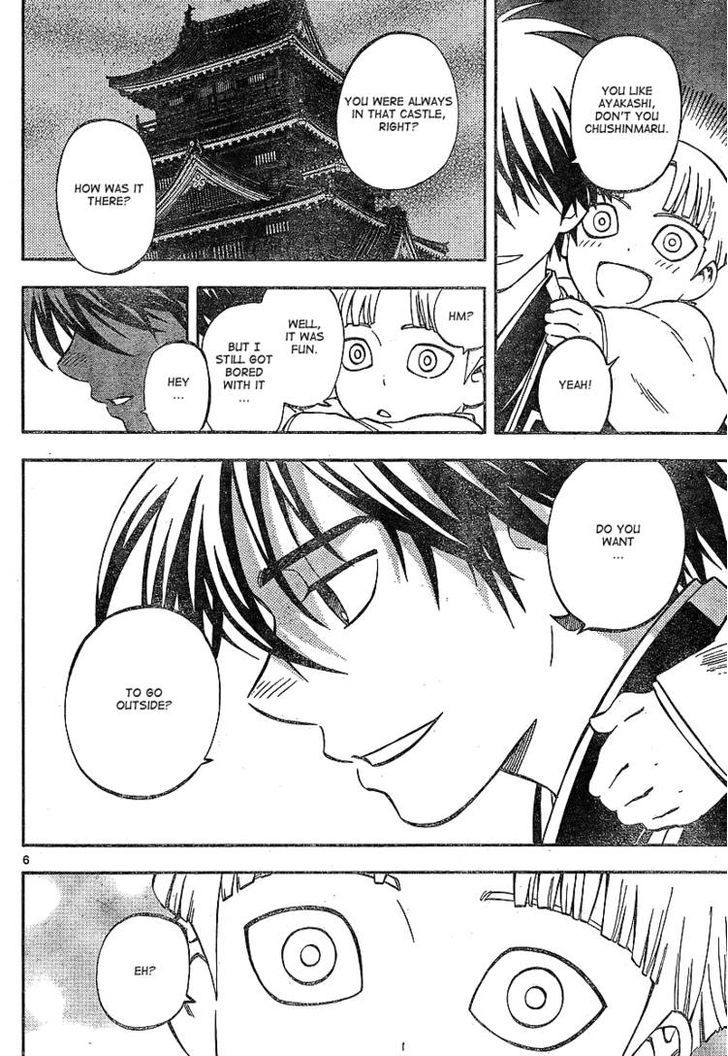 YOU LIKE
AYAKASHI,
DON'T YOU
CHUSHINMARU.
YEAH!
YOU WERE ALWAYS
IN THAT CASTLE,
RIGHT?
HOW WAS IT
THERE?
HM?
WELL,
IT WAS
FUN.
BUT I
STILL GOT
BORED
WITH IT
...
HEY
...
DO YOU
WANT
...
TO GO
OUTSIDE?
6
EH?